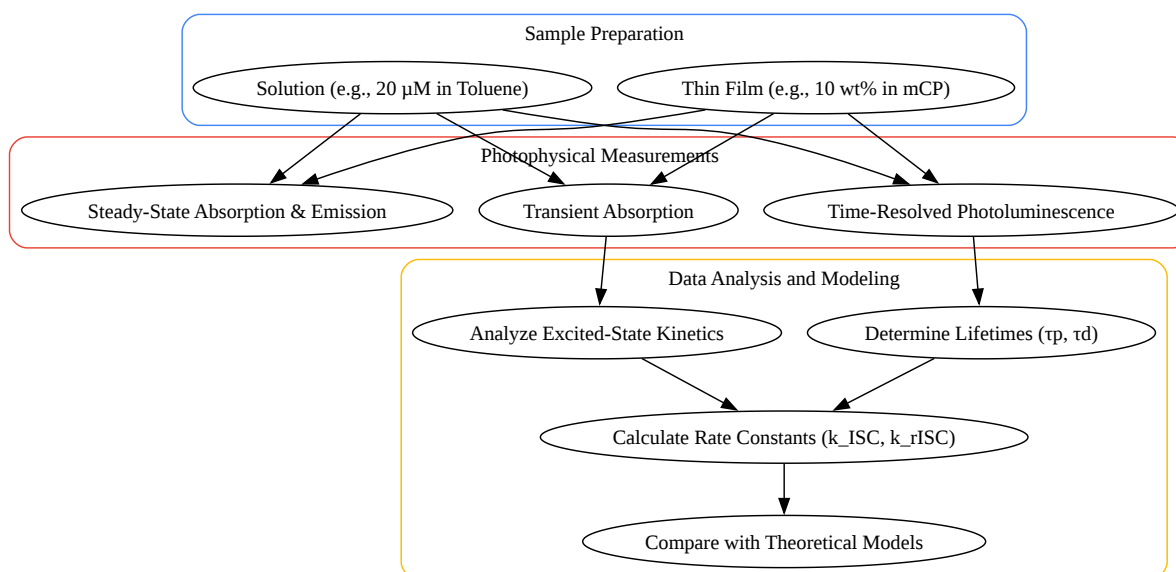 Sample Preparation
Solution (e.g., 20 µM in Toluene)
Thin Film (e.g., 10 wt% in mCP)
Photophysical Measurements
Steady-State Absorption & Emission
Transient Absorption
Time-Resolved Photoluminescence
Data Analysis and Modeling
Analyze Excited-State Kinetics
Determine Lifetimes (τp, τd)
Calculate Rate Constants (k_ISC, k_rISC)
Compare with Theoretical Models